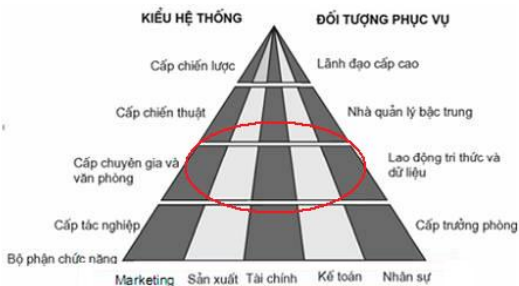 KIỂU HỆ THỐNG
ĐỐI TƯỢNG PHỤC VỤ
Cấp chiến lược
Lãnh đạo cấp cao
Cấp chiến thuật
Nhà quản lý bậc trung
Cấp chuyên gia và
văn phòng
Lao động tri thức và
dữ liệu
Cấp tác nghiệp
Cấp trưởng phòng
Bộ phận chức năng
Marketing Sản xuất Tài chính Kế toán Nhân sự